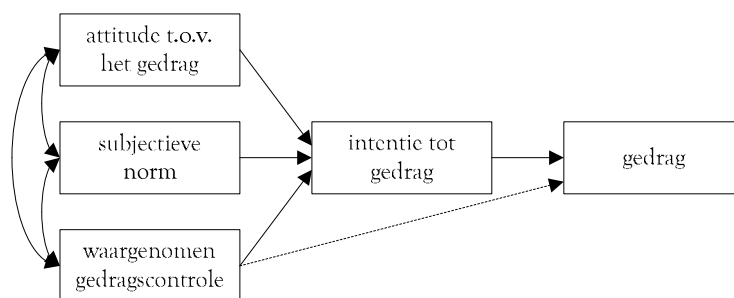 attitude t.o.v.
het gedrag
subjectieve
norm
intentie tot
gedrag
gedrag
waargenomen
gedragscontrole